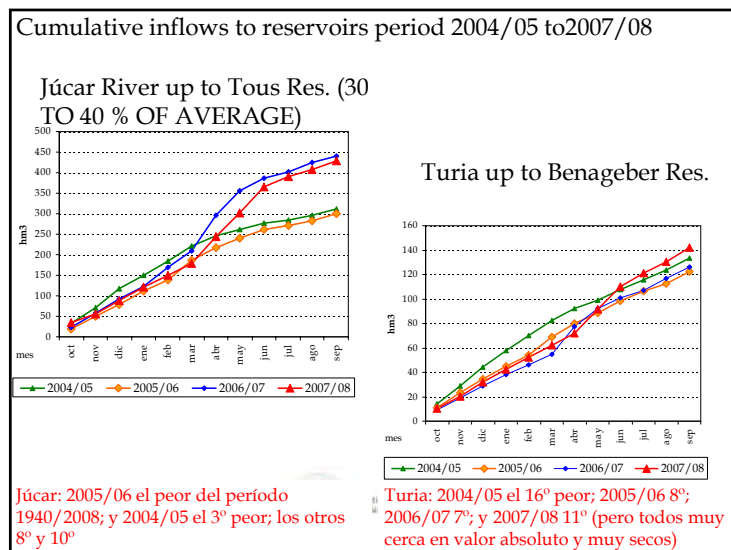 Cumulative inflows to reservoirs period 2004/05 to2007/08
Júcar River up to Tous Res. (30
TO 40 % OF AVERAGE)
500
450
400
350
300
250
200
150
100
50
0
hm3
mes
oct
nov
dic
ene
feb
mar
abr
may
jun
jul
ago
sep
2004/05
2005/06
2006/07
2007/08
Júcar: 2005/06 el peor del período
1940/2008; y 2004/05 el 3º peor; los otros
8º y 10º
Turia up to Benageber Res.
160
140
120
100
80
60
40
20
0
hm3
mes
oct
nov
dic
ene
feb
mar
abr
may
jun
jul
ago
sep
2004/05
2005/06
2006/07
2007/08
Turia: 2004/05 el 16º peor; 2005/06 8º;
2006/07 7º; y 2007/08 11º (pero todos muy
cerca en valor absoluto y muy secos)